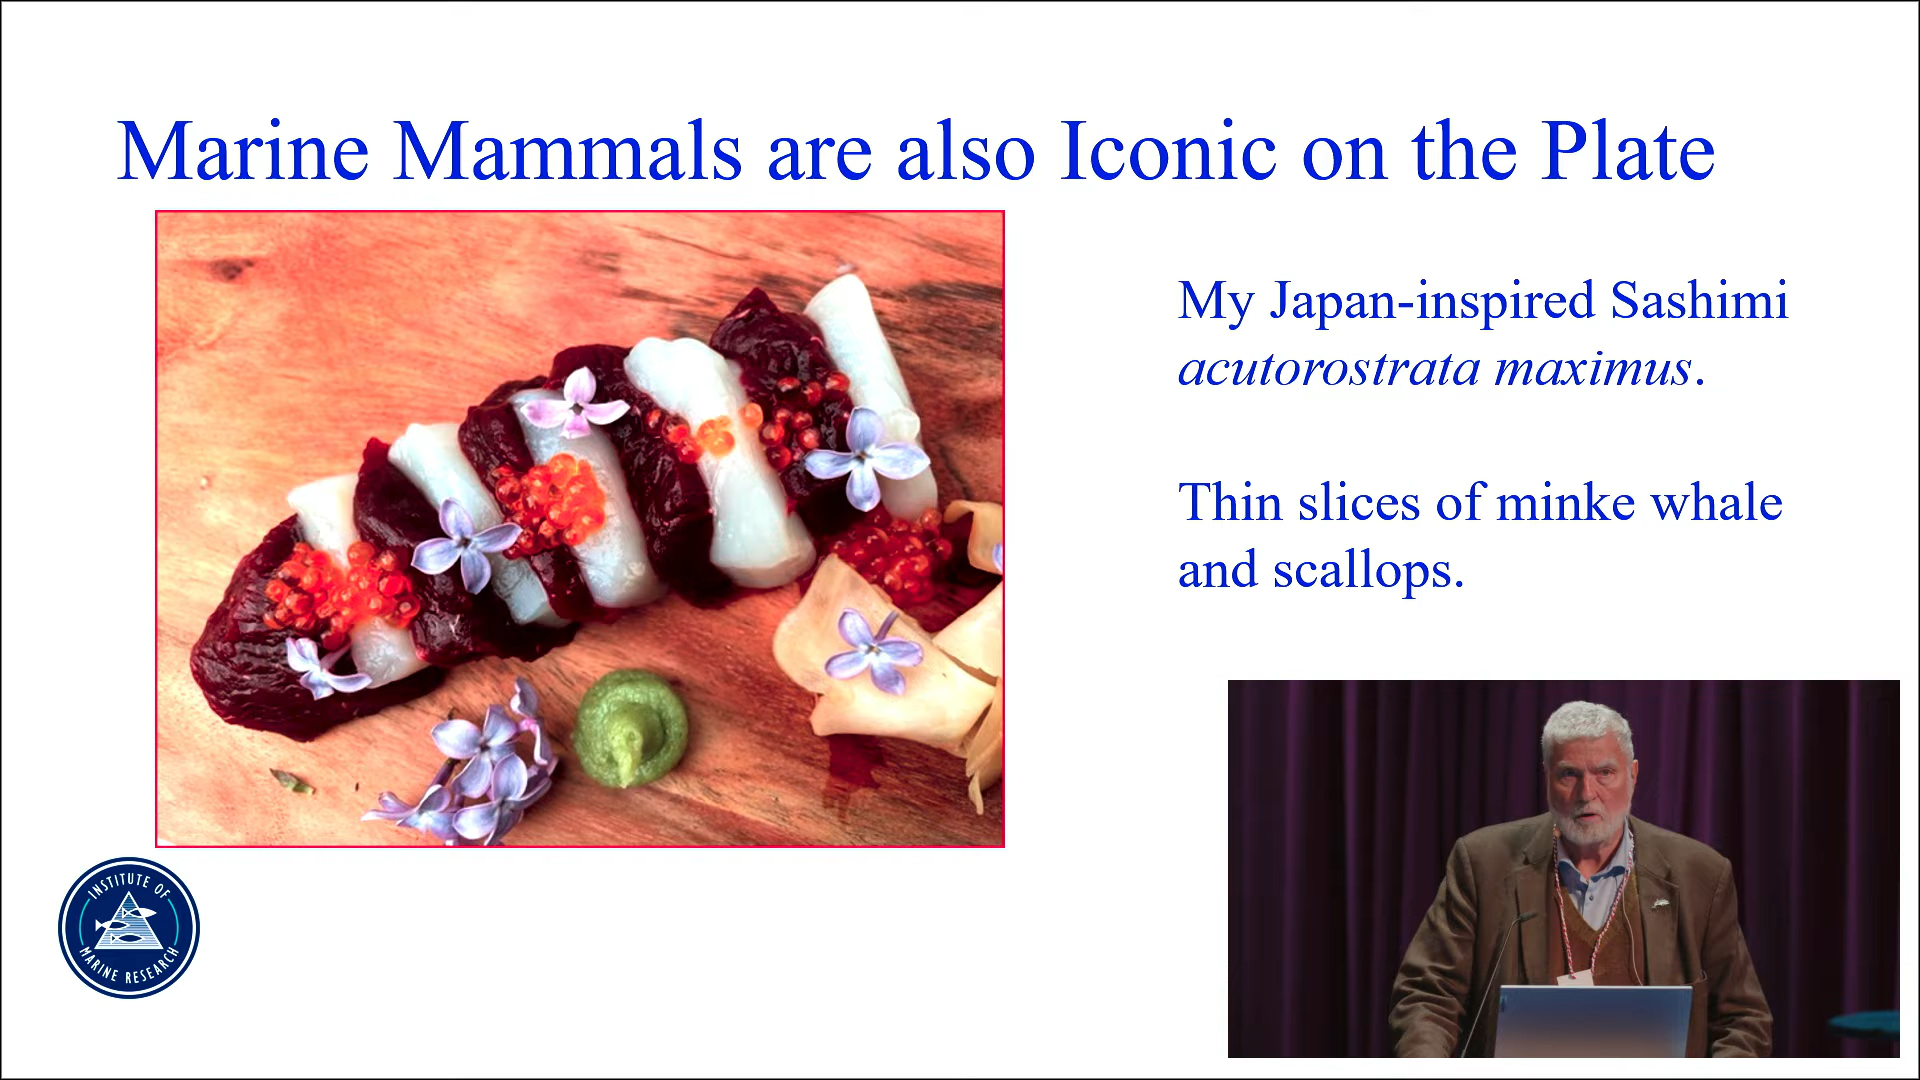 Marine Mammals are also Iconic on the Plate
My Japan-inspired Sashimi
acutorostrata maximus.
Thin slices of minke whale
and scallops.
INSTITUTE OF
MARINE RESEARCH